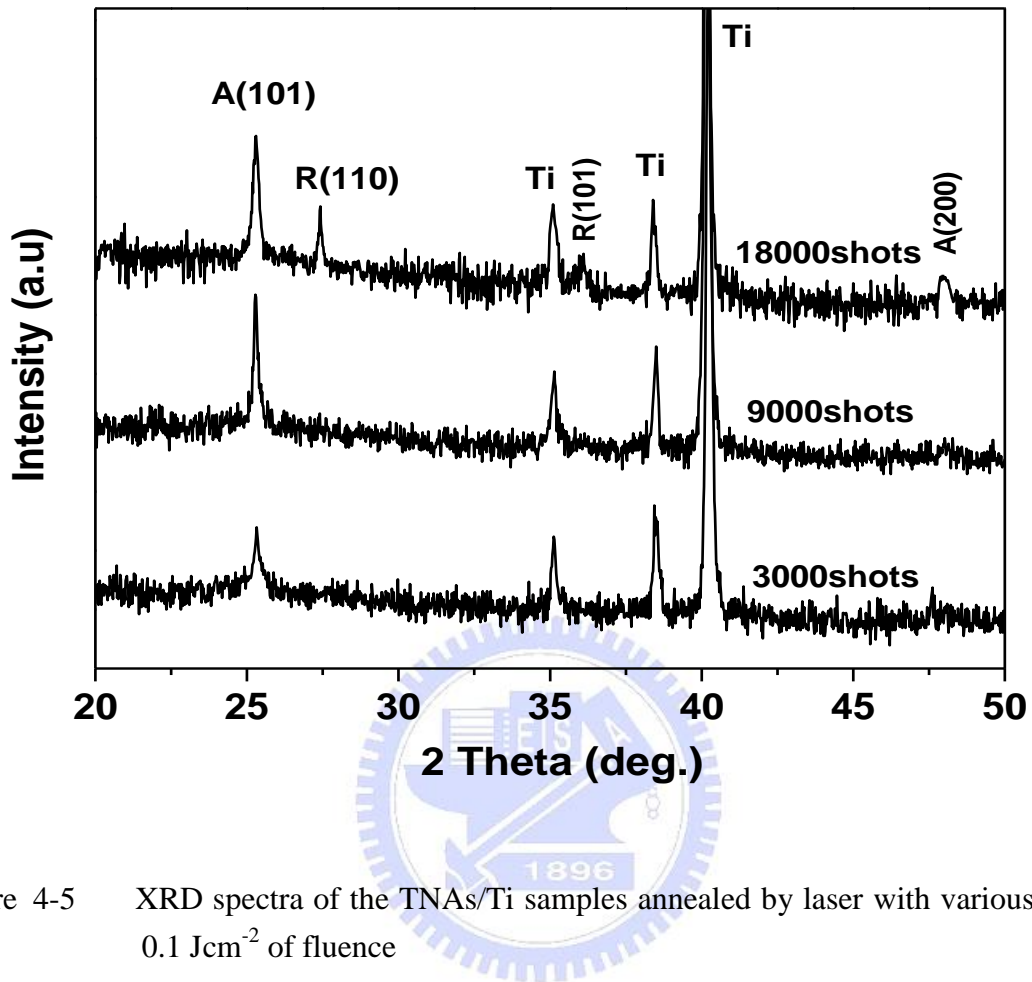 Ti
A(101)
R(110)
Ti
R(101)
Ti
A(200)
18000shots
9000shots
3000shots
Intensity (a.u)
20 25 30 35 40 45 50
2 Theta (deg.)
E S A
1896
re 4-5 XRD spectra of the TNAs/Ti samples annealed by laser with various
0.1 Jcm⁻² of fluence